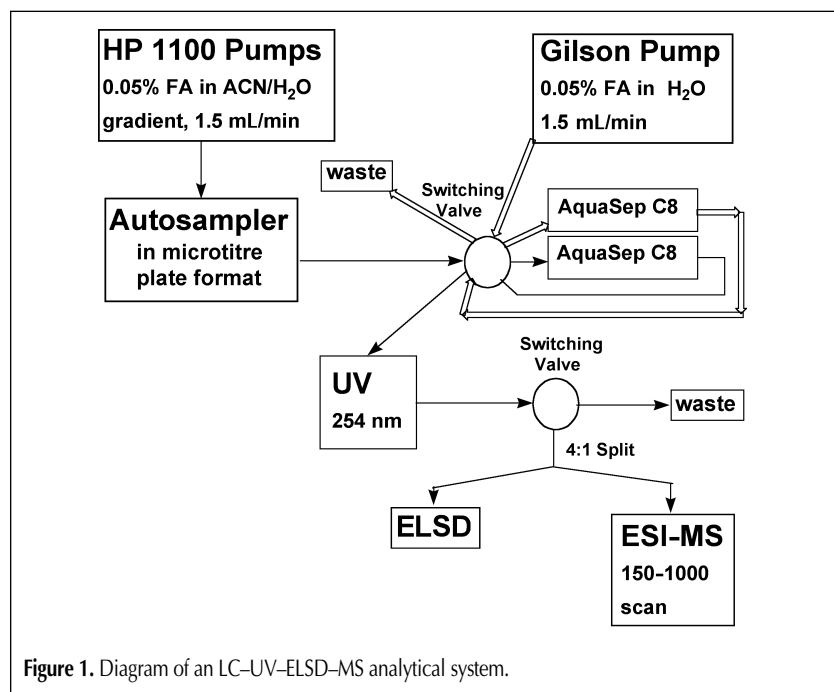 HP 1100 Pumps
0.05% FA in ACN/H₂O
gradient, 1.5 mL/min
Gilson Pump
0.05% FA in H₂O
1.5 mL/min
waste
Switching
Valve
AquaSep C8
AquaSep C8
Autosampler
in microtitre
plate format
UV
254 nm
Switching
Valve
waste
4:1 Split
ELSD
ESI-MS
150-1000
scan
Figure 1. Diagram of an LC–UV–ELSD–MS analytical system.